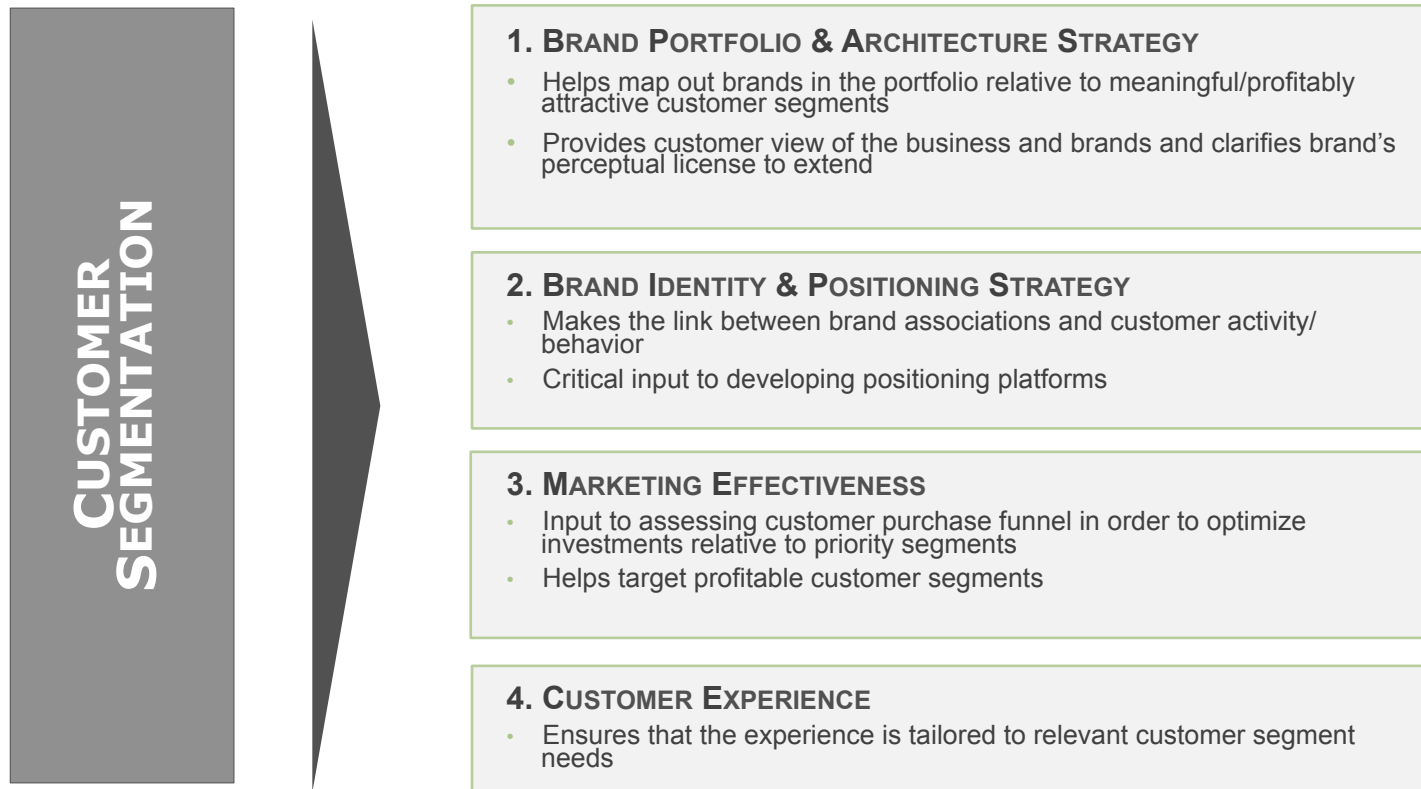 CUSTOMER
SEGMENTATION
1. BRAND PORTFOLIO & ARCHITECTURE STRATEGY
• Helps map out brands in the portfolio relative to meaningful/profitably
attractive customer segments
• Provides customer view of the business and brands and clarifies brand's
perceptual license to extend
2. BRAND IDENTITY & POSITIONING STRATEGY
• Makes the link between brand associations and customer activity/
behavior
• Critical input to developing positioning platforms
3. MARKETING EFFECTIVENESS
• Input to assessing customer purchase funnel in order to optimize
investments relative to priority segments
• Helps target profitable customer segments
4. CUSTOMER EXPERIENCE
• Ensures that the experience is tailored to relevant customer segment
needs